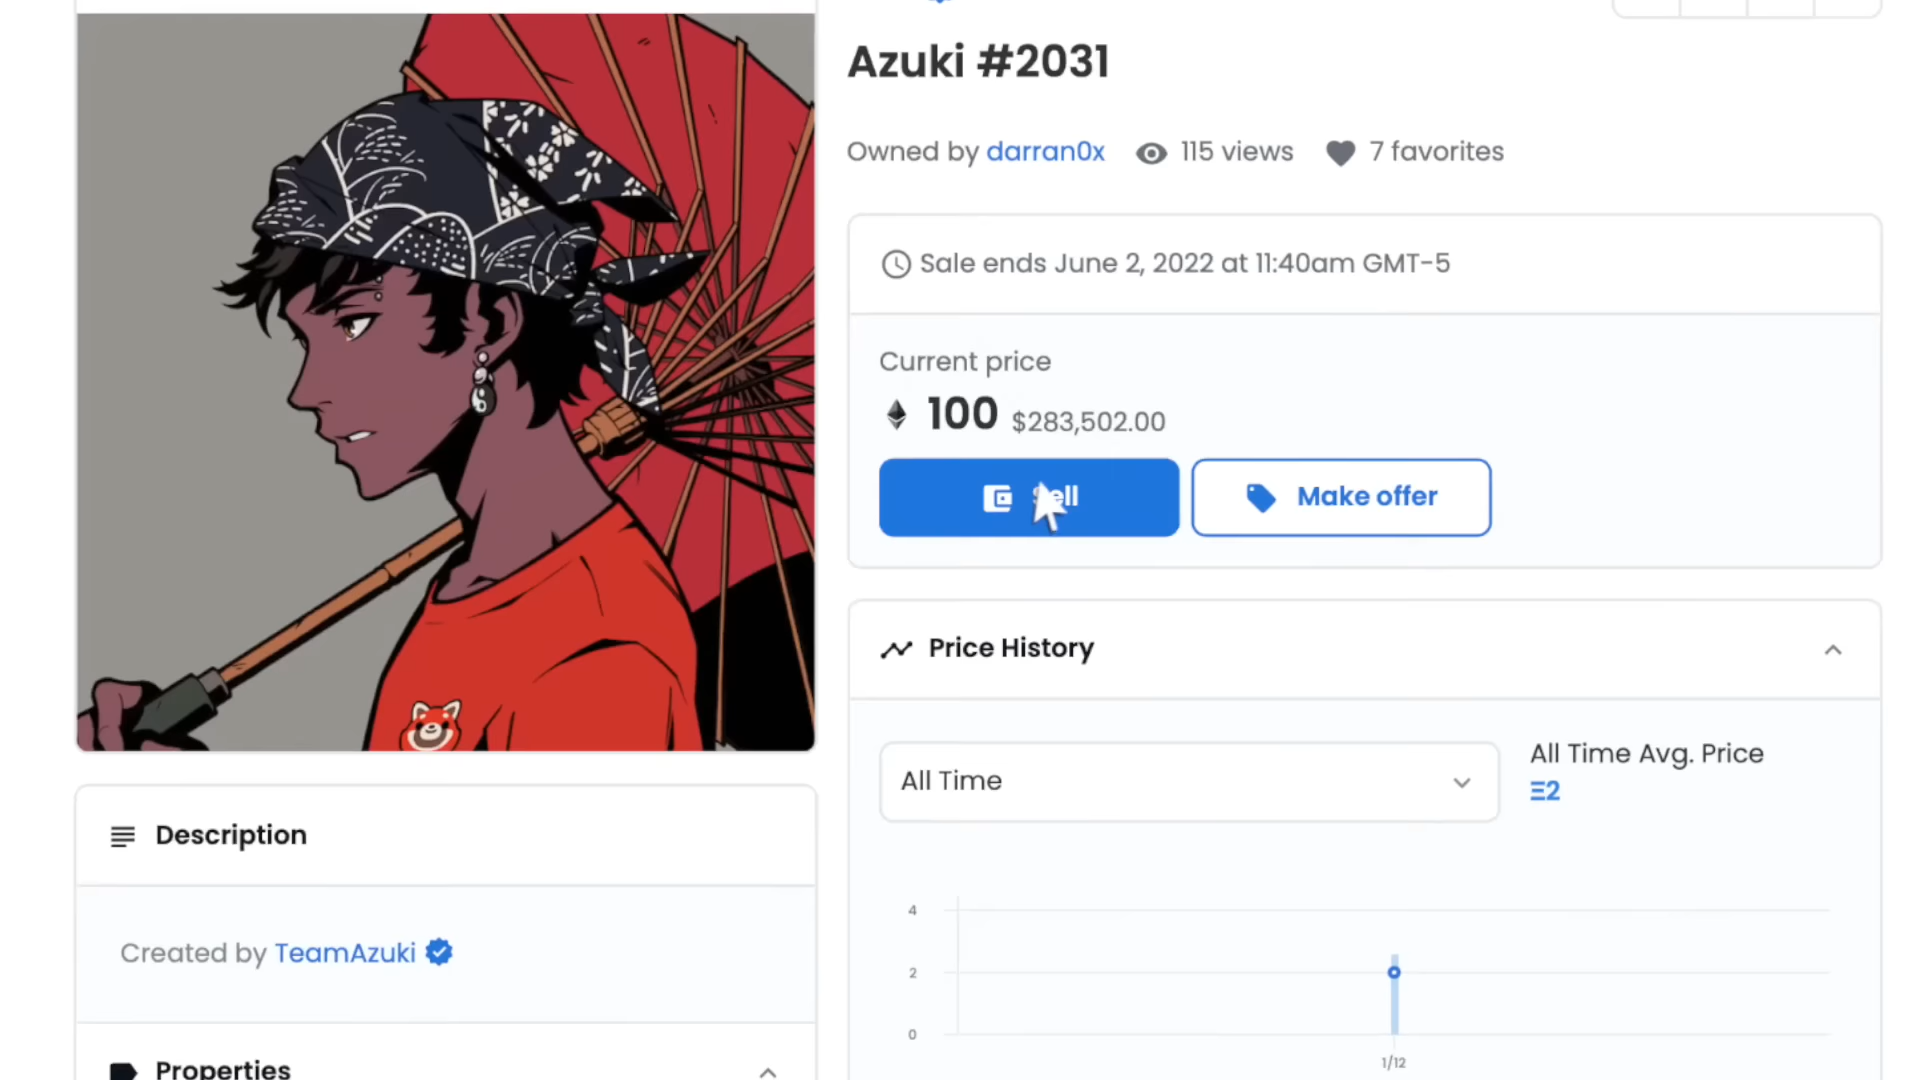 Azuki #2031
Owned by darran0x 115 views 7 favorites
Sale ends June 2, 2022 at 11:40am GMT-5
Current price
100 $283,502.00
Make offer
Price History
All Time
All Time Avg. Price
Ξ2
4
2
0
1/12
Description
Created by TeamAzuki
Properties